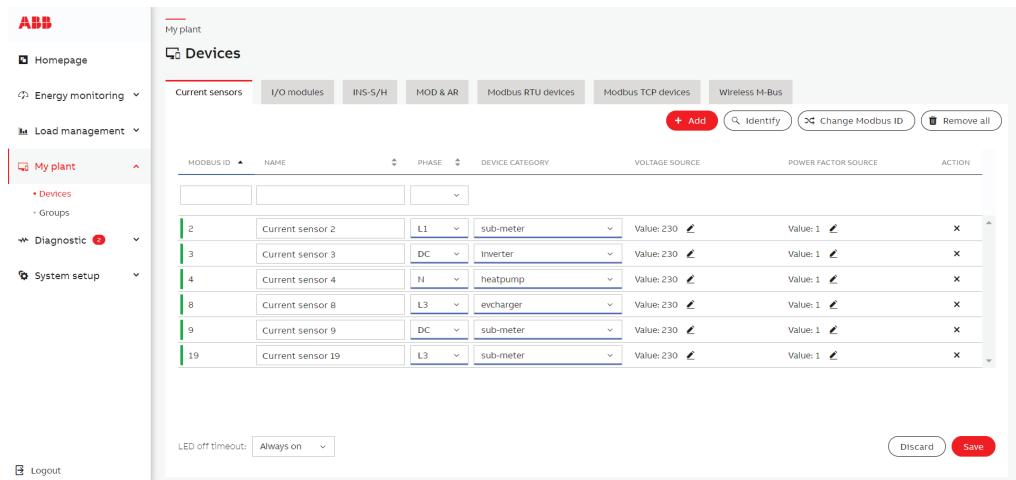 ABB
Homepage
Energy monitoring
Load management
My plant
• Devices
- Groups
Diagnostic 2
System setup
Logout
My plant
Devices
Current sensors I/O modules INS-S/H MOD & AR Modbus RTU devices Modbus TCP devices Wireless M-Bus
+ Add Identify Change Modbus ID Remove all
MODBUS ID NAME PHASE DEVICE CATEGORY VOLTAGE SOURCE POWER FACTOR SOURCE ACTION
2 Current sensor 2 L1 sub-meter Value: 230 Value: 1 ×
3 Current sensor 3 DC Inverter Value: 230 Value: 1 ×
4 Current sensor 4 N heatpump Value: 230 Value: 1 ×
8 Current sensor 8 L3 evcharger Value: 230 Value: 1 ×
9 Current sensor 9 DC sub-meter Value: 230 Value: 1 ×
19 Current sensor 19 L3 sub-meter Value: 230 Value: 1 ×
LED off timeout: Always on Discard Save